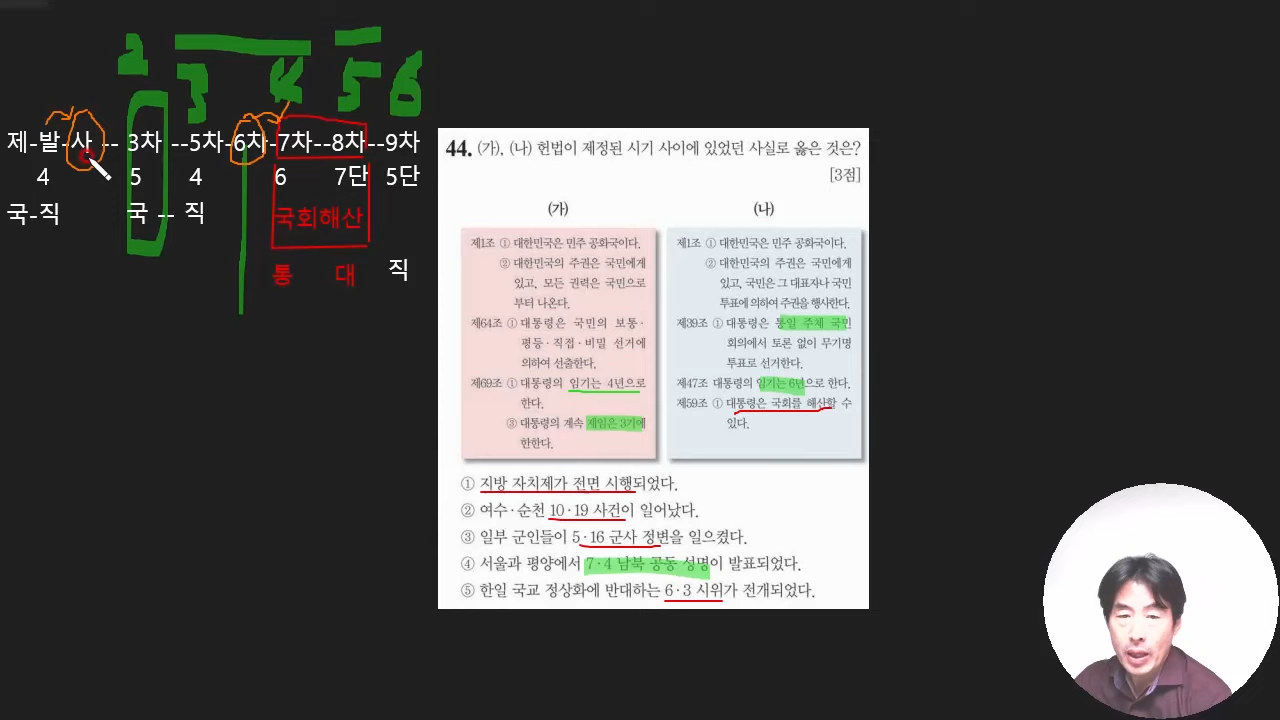 2 3 4 5 6
제-발-사 -- 3차 --5차-6차-7차--8차--9차
4 5 4 6 7단 5단
국-직 국 -- 직 국회해산
통 대 직
44. (가), (나) 헌법이 제정된 시기 사이에 있었던 사실로 옳은 것은?
[3점]
(가)
제1조 ① 대한민국은 민주 공화국이다.
② 대한민국의 주권은 국민에게
있고, 모든 권력은 국민으로
부터 나온다.
제64조 ① 대통령은 국민의 보통·
평등·직접·비밀 선거에
의하여 선출한다.
제69조 ① 대통령의 임기는 4년으로
한다.
③ 대통령의 계속 재임은 3기에
한한다.
(나)
제1조 ① 대한민국은 민주 공화국이다.
② 대한민국의 주권은 국민에게
있고, 국민은 그 대표자나 국민
투표에 의하여 주권을 행사한다.
제39조 ① 대통령은 통일 주체 국민
회의에서 토론 없이 무기명
투표로 선거한다.
제47조 대통령의 임기는 6년으로 한다.
제59조 ① 대통령은 국회를 해산할 수
있다.
① 지방 자치제가 전면 시행되었다.
② 여수·순천 10·19 사건이 일어났다.
③ 일부 군인들이 5·16 군사 정변을 일으켰다.
④ 서울과 평양에서 7·4 남북 공동 성명이 발표되었다.
⑤ 한일 국교 정상화에 반대하는 6·3 시위가 전개되었다.